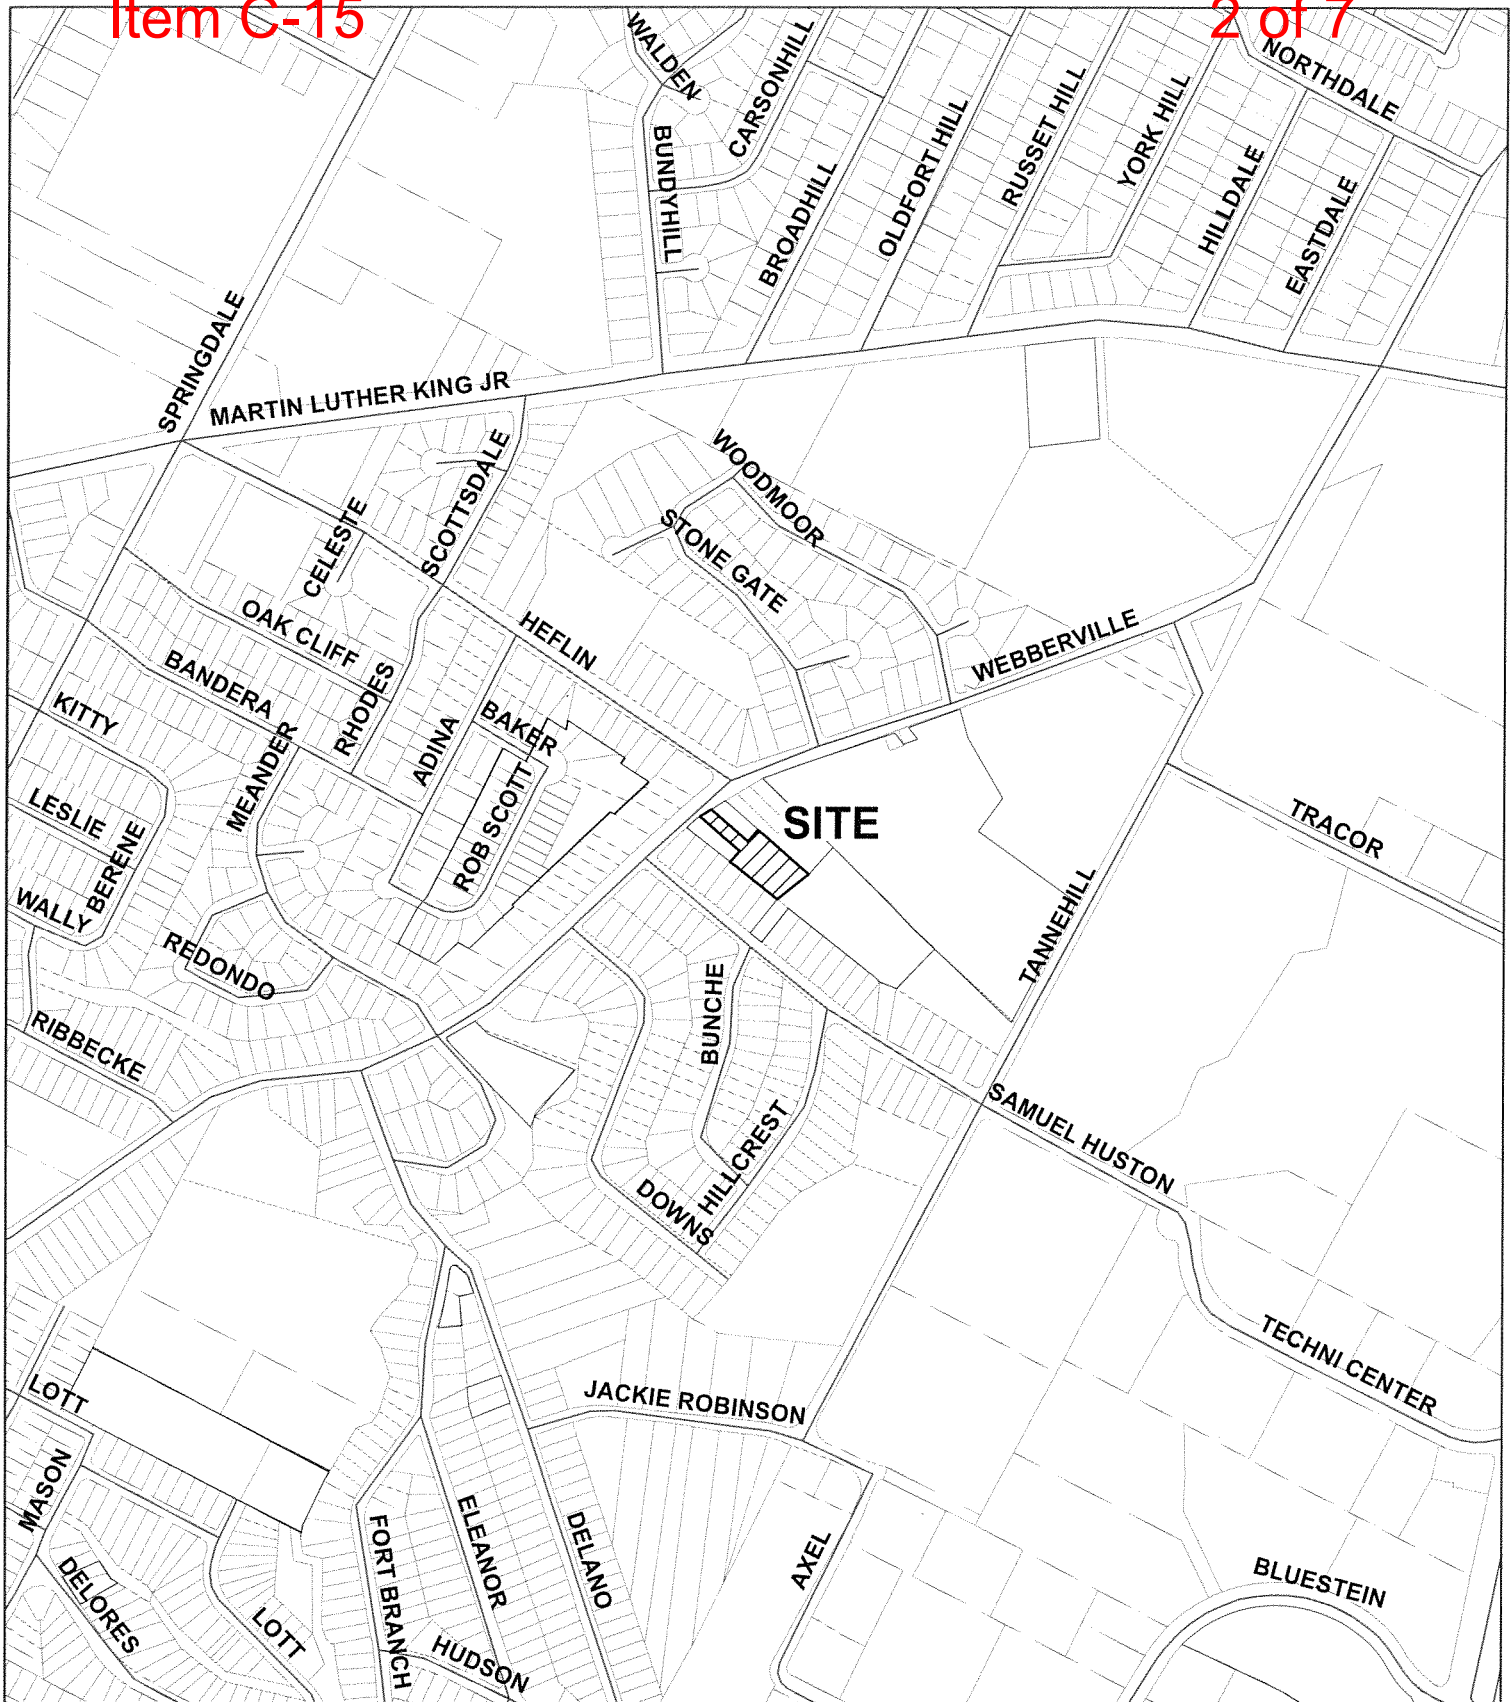 Item C-15
2 of 7
WALDEN
CARSONHILL
NORTHDALE
BUNDYHILL
BROADHILL
OLDFORT HILL
RUSSET HILL
YORK HILL
HILLDALE
EASTDALE
SPRINGDALE
MARTIN LUTHER KING JR
SCOTTSDALE
WOODMOOR
CELESTE
STONE GATE
OAK CLIFF
HEFLIN
WEBBERVILLE
BANDERA
RHODES
KITTY
MEANDER
ADINA
BAKER
ROB SCOTT
SITE
LESLIE
BERENE
TRACOR
WALLY
REDONDO
TANNEHILL
BUNCHE
RIBBECKE
SAMUEL HUSTON
HILLCREST
DOWNS
TECHNI CENTER
LOTT
JACKIE ROBINSON
MASON
FORT BRANCH
ELEANOR
DELANO
AXEL
BLUESTEIN
DELORES
LOTT
HUDSON